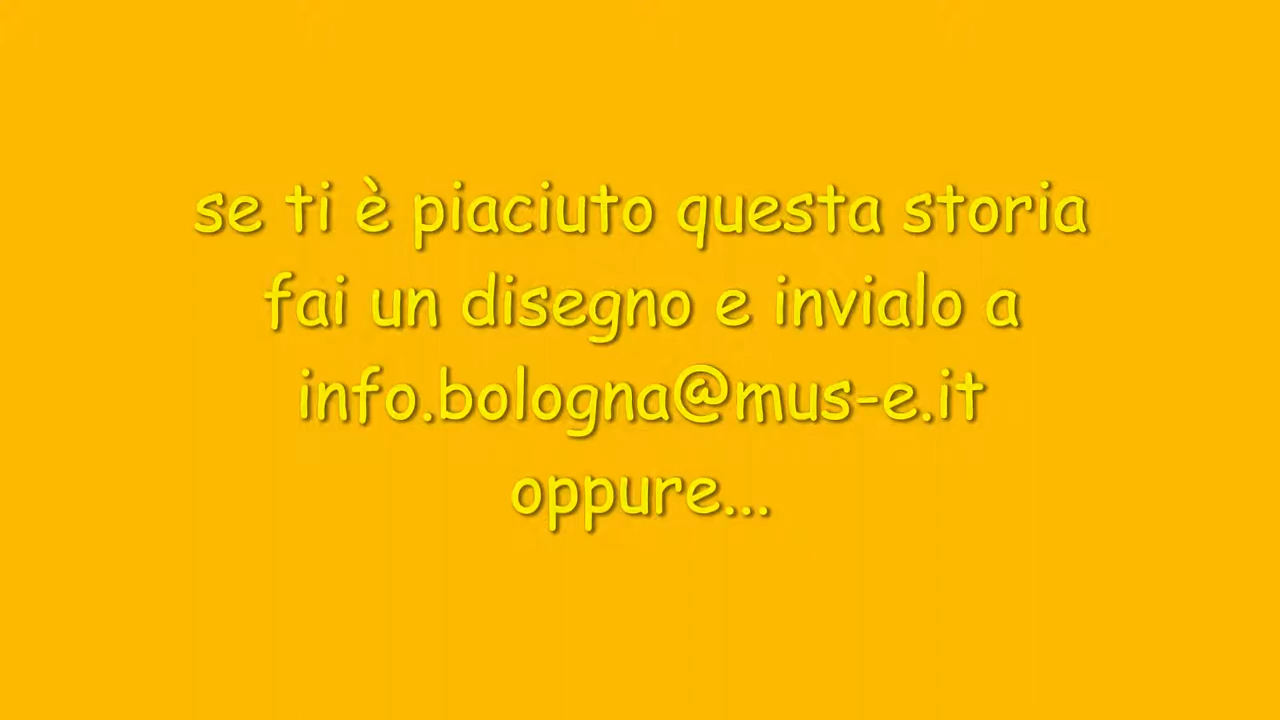 se ti è piaciuto questa storia
fai un disegno e invialo a
info.bologna@mus-e.it
oppure...